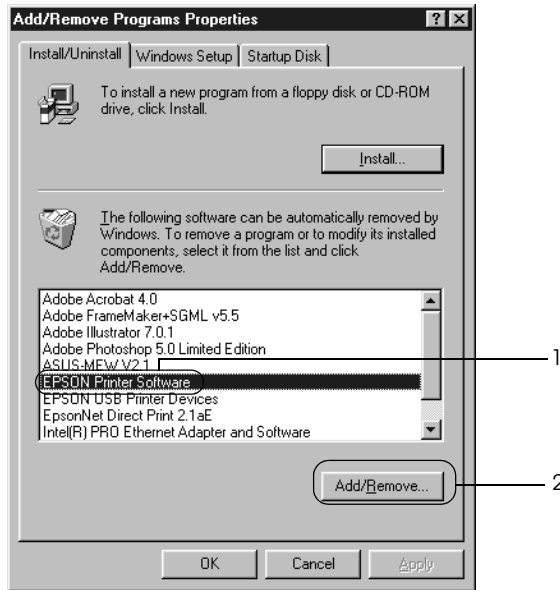 Add/Remove Programs Properties
Install/Uninstall
Windows Setup
Startup Disk
To install a new program from a floppy disk or CD-ROM
drive, click Install.
Install...
The following software can be automatically removed by
Windows. To remove a program or to modify its installed
components, select it from the list and click
Add/Remove.
Adobe Acrobat 4.0
Adobe FrameMaker+SGML v5.5
Adobe Illustrator 7.0.1
Adobe Photoshop 5.0 Limited Edition
ASUS-MEW V2.1
1
EPSON Printer Software
EPSON USB Printer Devices
EpsonNet Direct Print 2.1aE
Intel(R) PRO Ethernet Adapter and Software
Add/Remove...
2
OK
Cancel
Apply